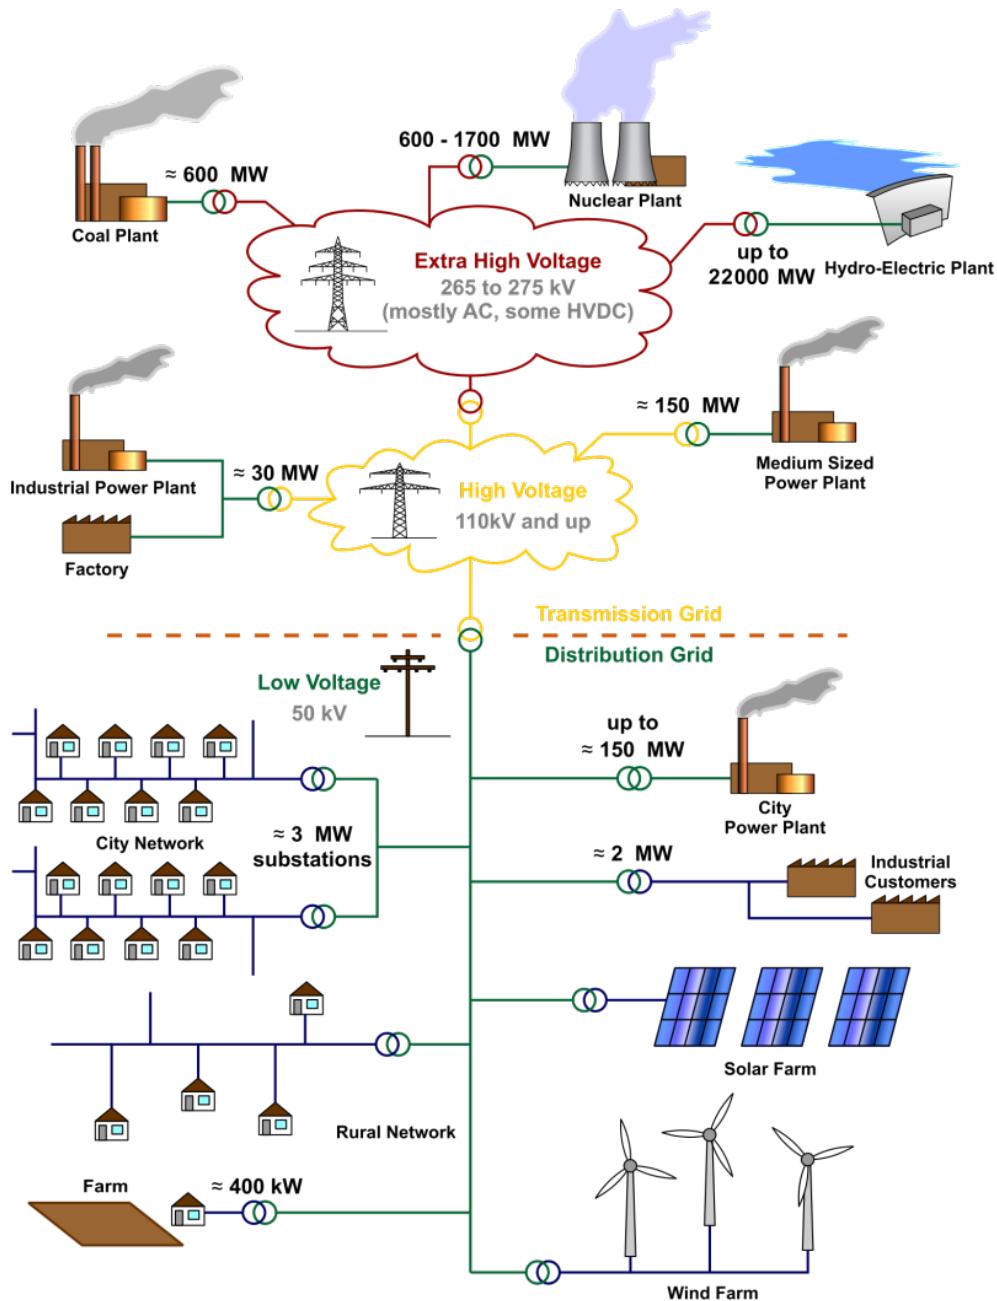 600 - 1700 MW
≈ 600 MW
Nuclear Plant
Coal Plant
up to
22000 MW
Hydro-Electric Plant
Extra High Voltage
265 to 275 kV
(mostly AC, some HVDC)
≈ 150 MW
Medium Sized
Power Plant
≈ 30 MW
Industrial Power Plant
Factory
High Voltage
110kV and up
Transmission Grid
Distribution Grid
Low Voltage
50 kV
up to
≈ 150 MW
City
Power Plant
City Network
≈ 3 MW
substations
≈ 2 MW
Industrial
Customers
Solar Farm
Rural Network
Farm
≈ 400 kW
Wind Farm